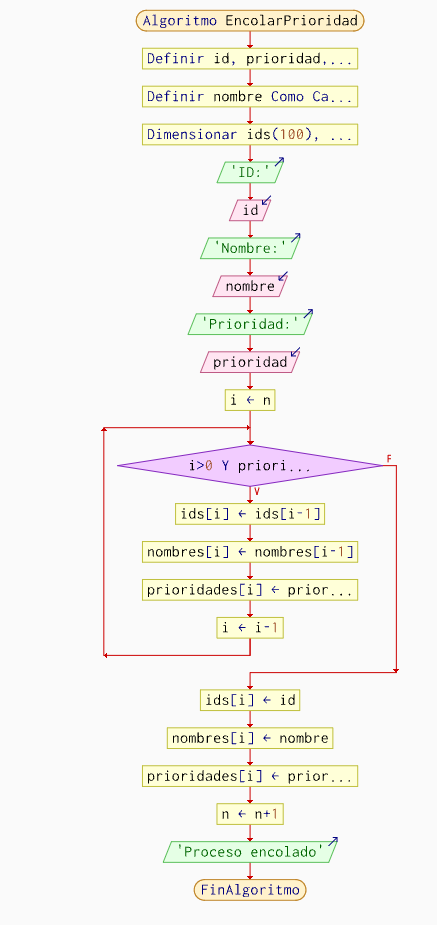 Algoritmo EncolarPrioridad
Definir id, prioridad,...
Definir nombre Como Ca...
Dimensionar ids(100), ...
'ID:'
id
'Nombre:'
nombre
'Prioridad:'
prioridad
i ← n
i>0 Y priori...
F
V
ids[i] ← ids[i-1]
nombres[i] ← nombres[i-1]
prioridades[i] ← prior...
i ← i-1
ids[i] ← id
nombres[i] ← nombre
prioridades[i] ← prior...
n ← n+1
'Proceso encolado'
FinAlgoritmo